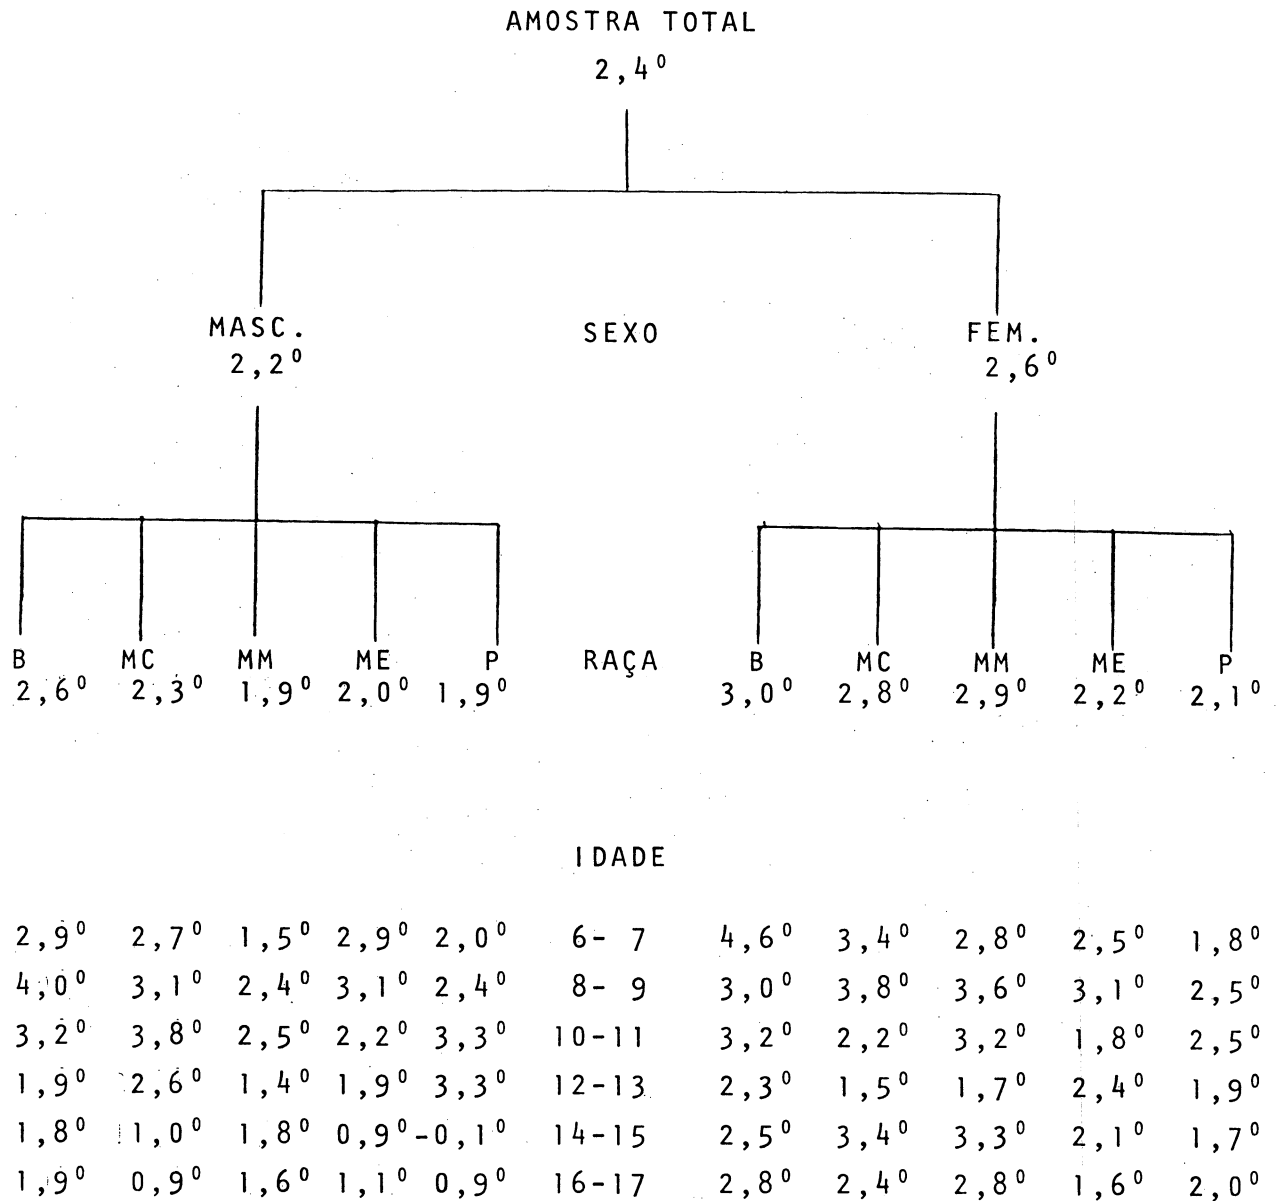 AMOSTRA TOTAL
2,4⁰
MASC. SEXO FEM.
2,2⁰ 2,6⁰
B MC MM ME P RAÇA B MC MM ME P
2,6⁰ 2,3⁰ 1,9⁰ 2,0⁰ 1,9⁰ 3,0⁰ 2,8⁰ 2,9⁰ 2,2⁰ 2,1⁰
IDADE
2,9⁰ 2,7⁰ 1,5⁰ 2,9⁰ 2,0⁰ 6- 7 4,6⁰ 3,4⁰ 2,8⁰ 2,5⁰ 1,8⁰
4,0⁰ 3,1⁰ 2,4⁰ 3,1⁰ 2,4⁰ 8- 9 3,0⁰ 3,8⁰ 3,6⁰ 3,1⁰ 2,5⁰
3,2⁰ 3,8⁰ 2,5⁰ 2,2⁰ 3,3⁰ 10-11 3,2⁰ 2,2⁰ 3,2⁰ 1,8⁰ 2,5⁰
1,9⁰ 2,6⁰ 1,4⁰ 1,9⁰ 3,3⁰ 12-13 2,3⁰ 1,5⁰ 1,7⁰ 2,4⁰ 1,9⁰
1,8⁰ 1,0⁰ 1,8⁰ 0,9⁰ -0,1⁰ 14-15 2,5⁰ 3,4⁰ 3,3⁰ 2,1⁰ 1,7⁰
1,9⁰ 0,9⁰ 1,6⁰ 1,1⁰ 0,9⁰ 16-17 2,8⁰ 2,4⁰ 2,8⁰ 1,6⁰ 2,0⁰